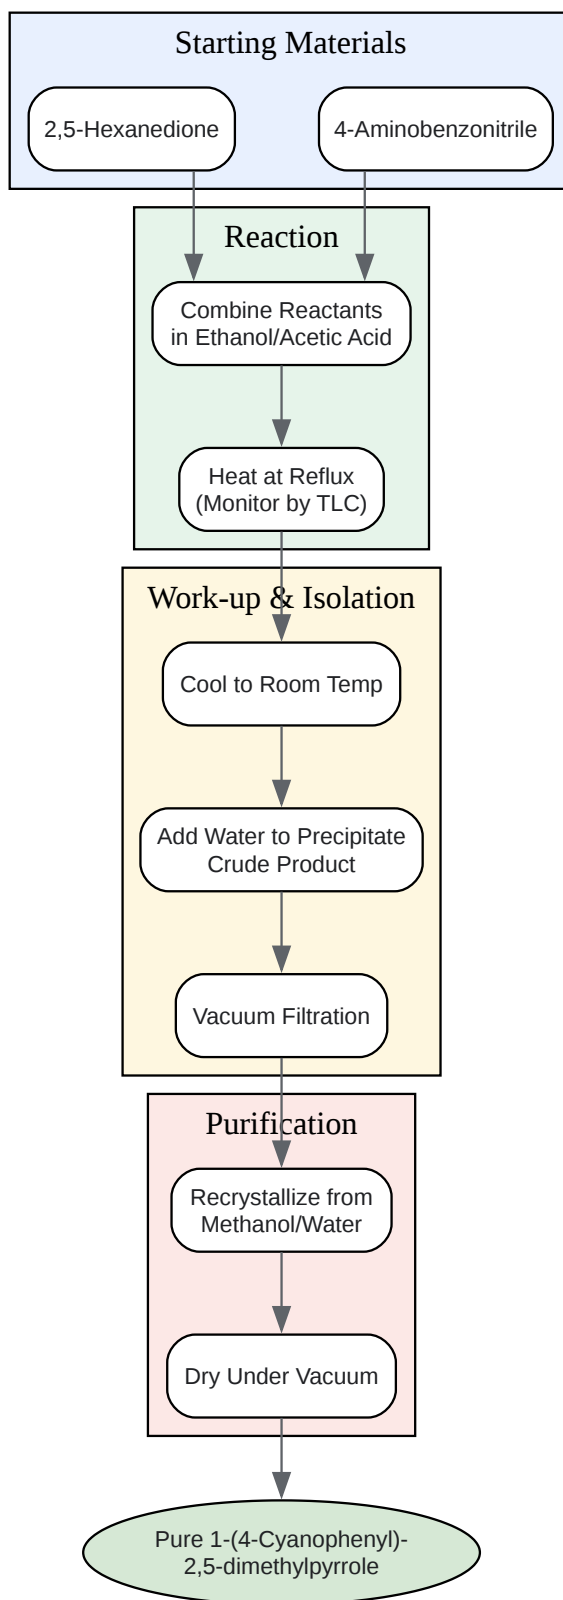 Starting Materials
2,5-Hexanedione
4-Aminobenzonitrile
Reaction
Combine Reactants
in Ethanol/Acetic Acid
Heat at Reflux
(Monitor by TLC)
Work-up & Isolation
Cool to Room Temp
Add Water to Precipitate
Crude Product
Vacuum Filtration
Purification
Recrystallize from
Methanol/Water
Dry Under Vacuum
Pure 1-(4-Cyanophenyl)-
2,5-dimethylpyrrole